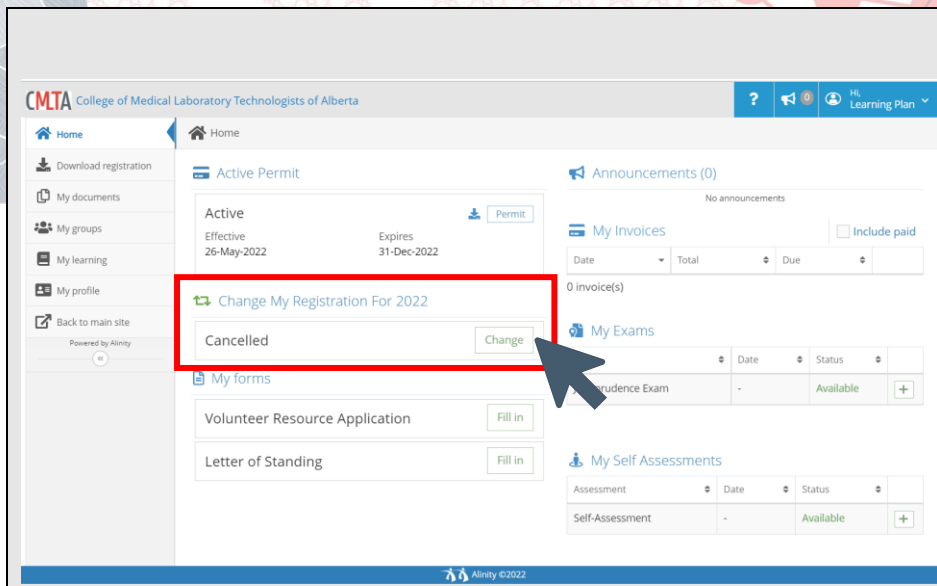 CMLTA College of Medical Laboratory Technologists of Alberta
? 0 Hi, Learning Plan
Home
Download registration
My documents
My groups
My learning
My profile
Back to main site
Powered by Alinity
Home
Active Permit
Active Permit
Effective Expires
26-May-2022 31-Dec-2022
Change My Registration For 2022
Cancelled Change
My forms
Volunteer Resource Application Fill in
Letter of Standing Fill in
Announcements (0)
No announcements
My Invoices Include paid
Date Total Due
0 invoice(s)
My Exams
Date Status
Exam - Available +
My Self Assessments
Assessment Date Status
Self-Assessment - Available +
Alinity ©2022